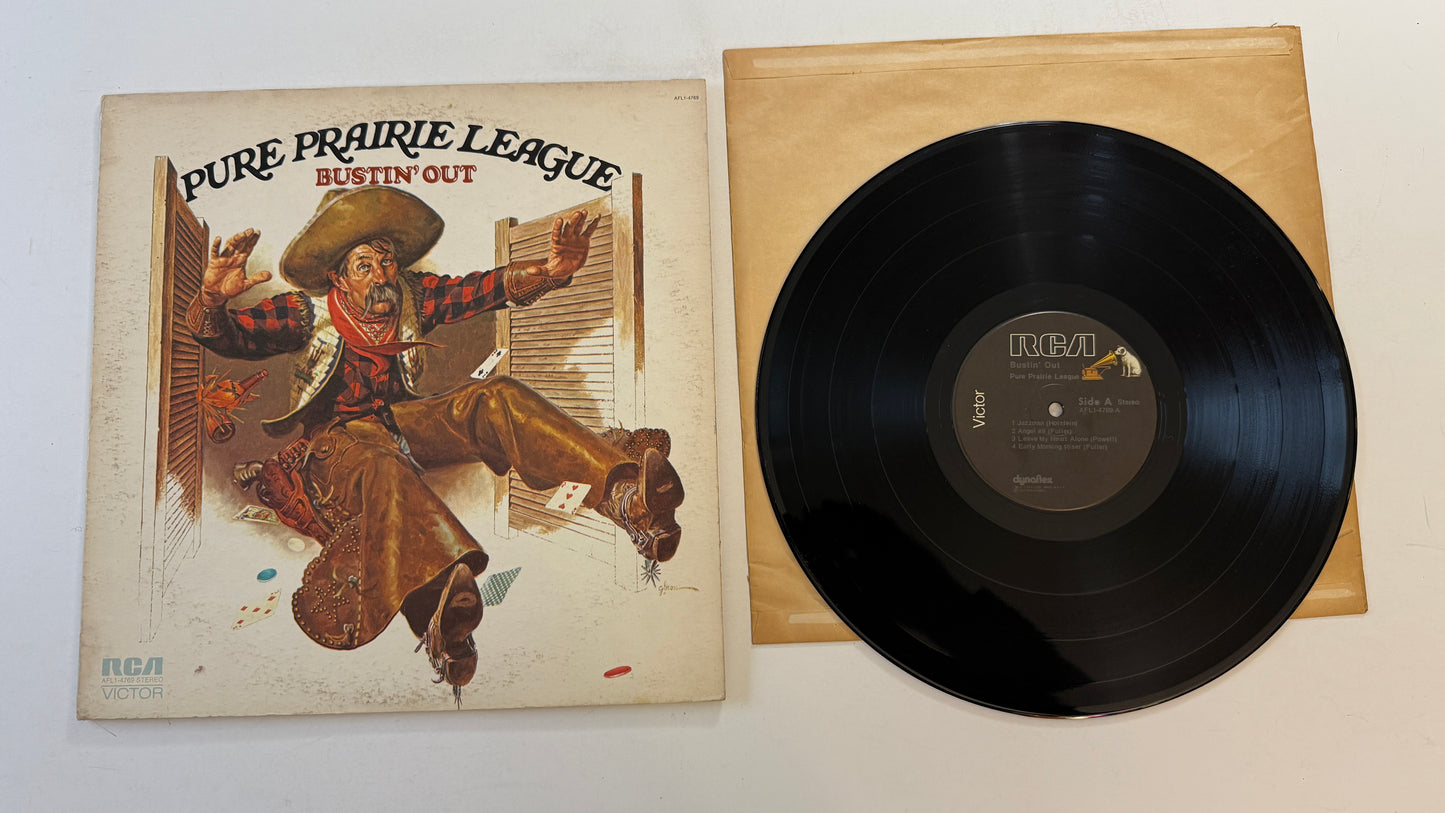 AFL1-4769
PURE PRAIRIE LEAGUE
BUSTIN' OUT
RCA
AFL1-4769 STEREO
VICTOR
RCA
Bustin' Out
Pure Prairie League
Victor
Side A Stereo
AFL1-4769-A
1 Jazzman (Holstein)
2 Angel #9 (Fuller)
3 Leave My Heart Alone (Powell)
4 Early Morning Riser (Fuller)
dynaflex